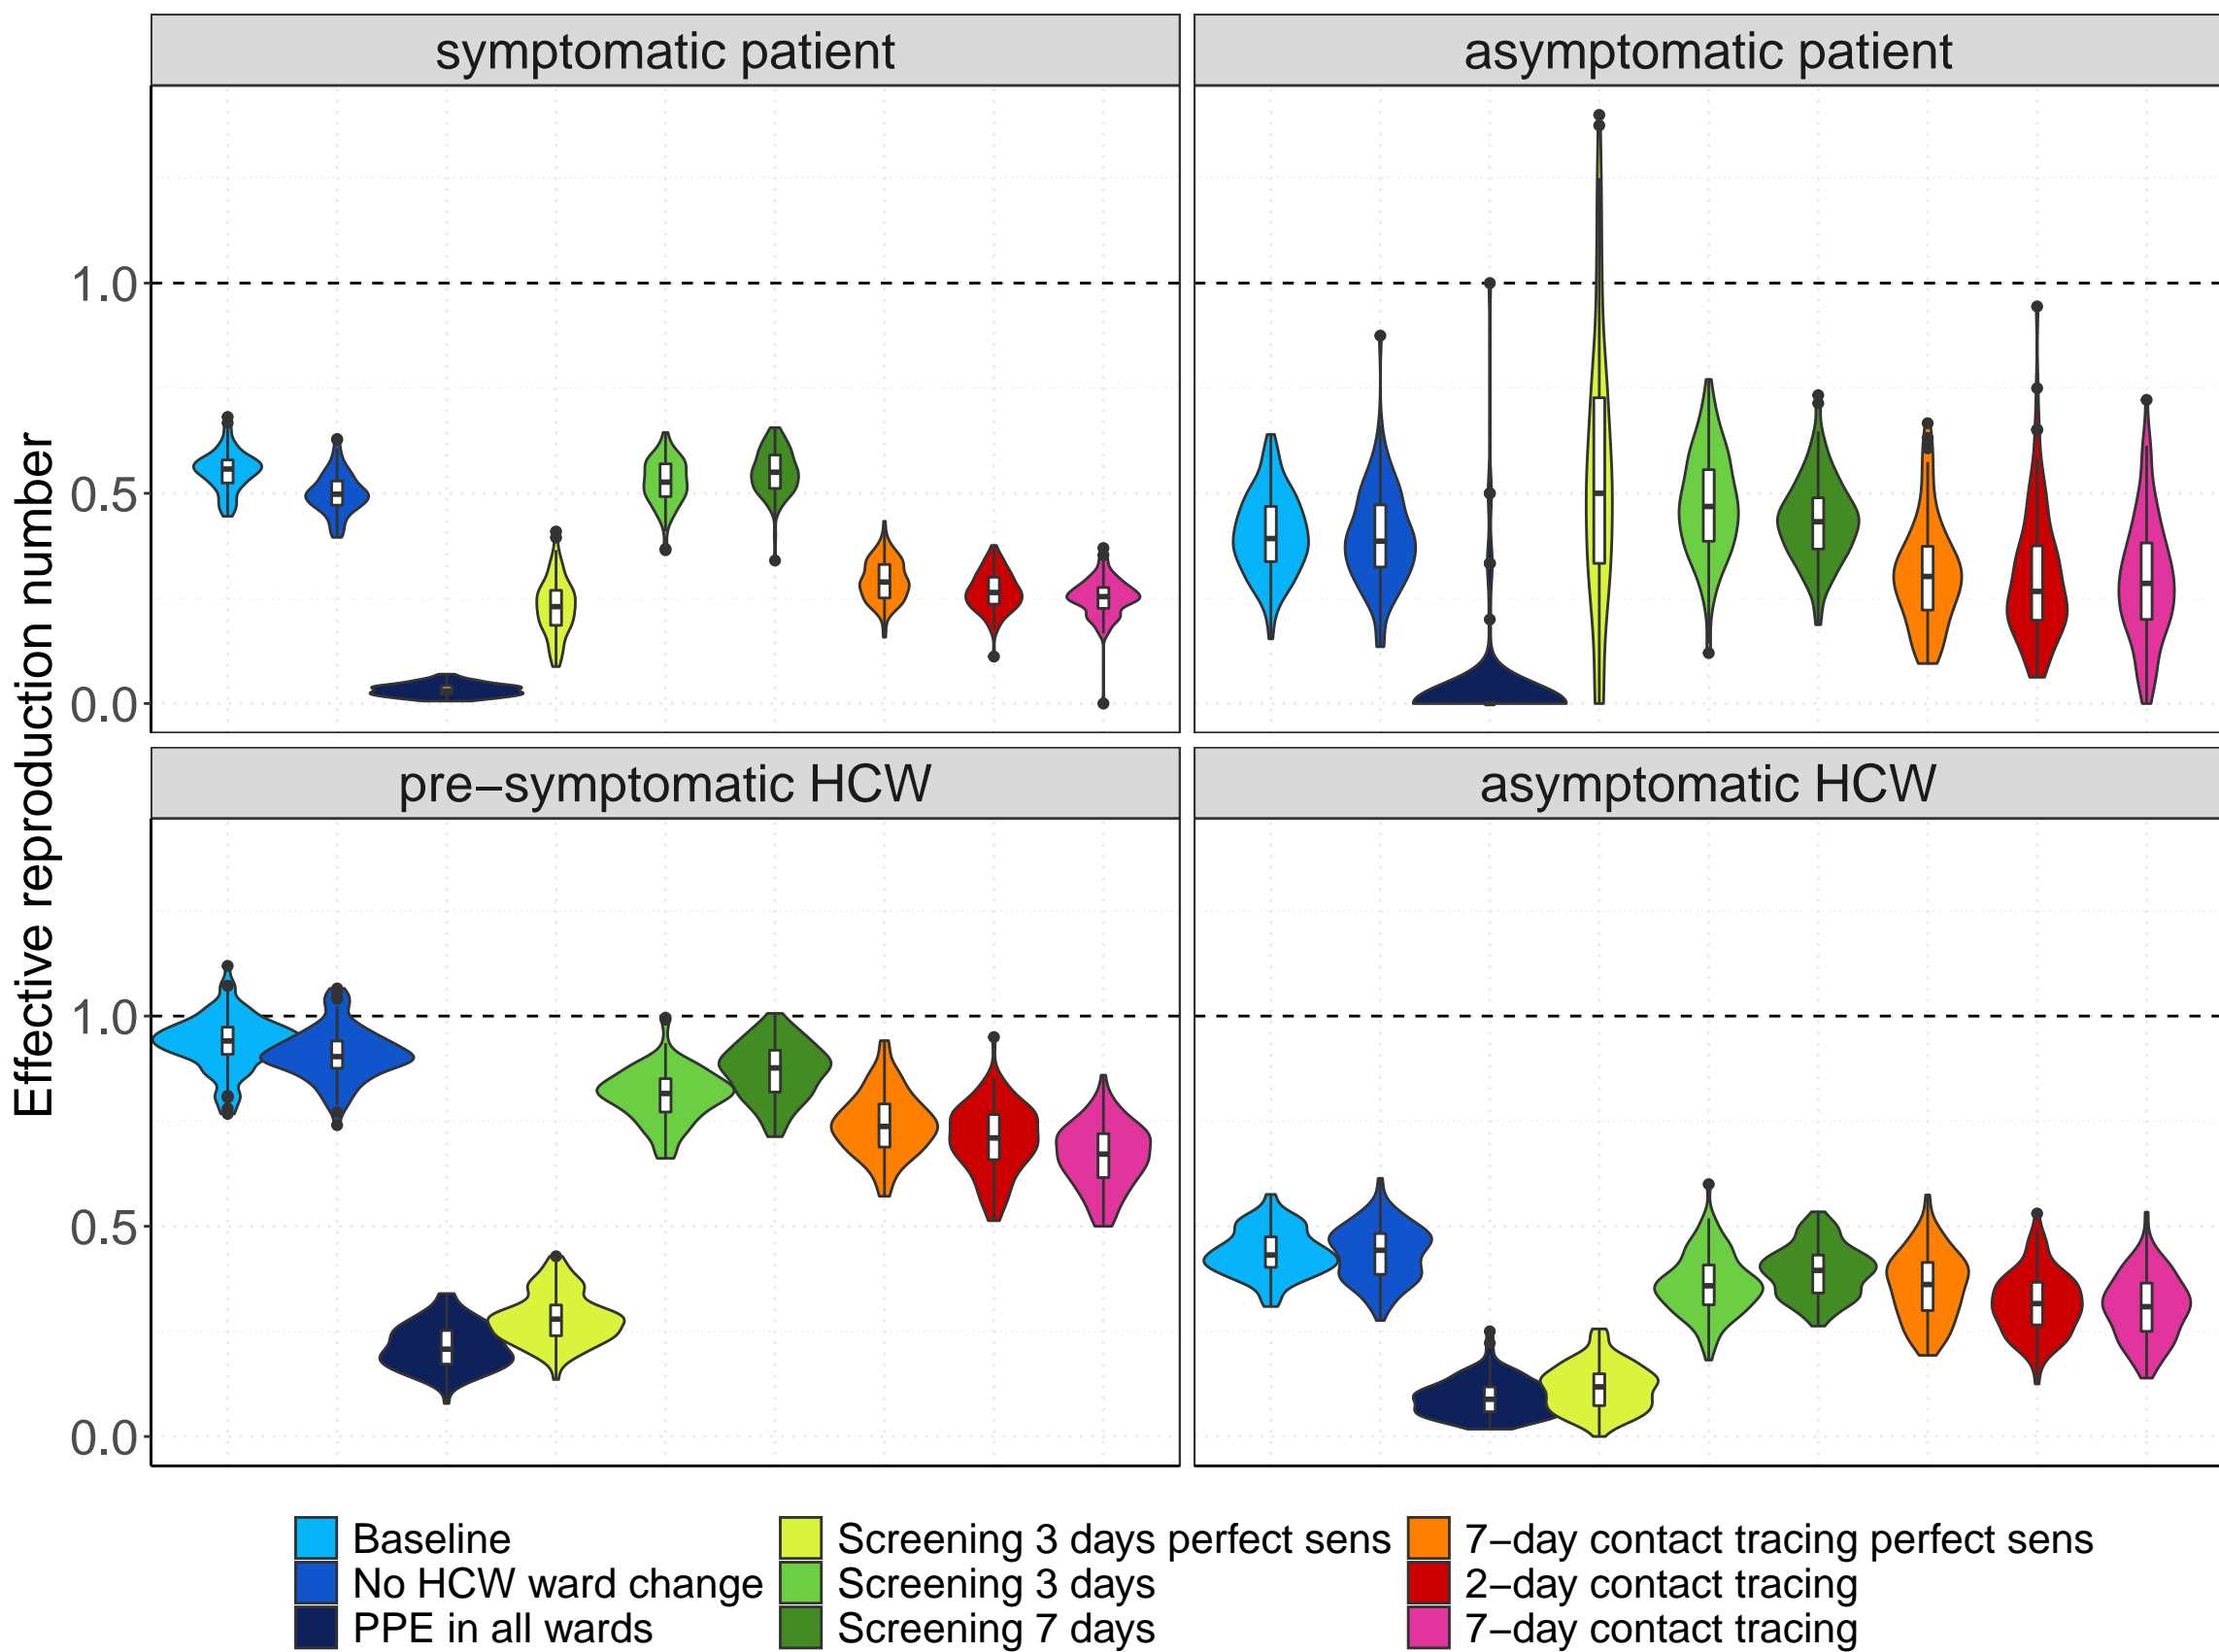 symptomatic patient
asymptomatic patient
1.0
0.5
0.0
Effective reproduction number
pre−symptomatic HCW
asymptomatic HCW
1.0
0.5
0.0
Baseline
No HCW ward change
PPE in all wards
Screening 3 days perfect sens
Screening 3 days
Screening 7 days
7−day contact tracing perfect sens
2−day contact tracing
7−day contact tracing